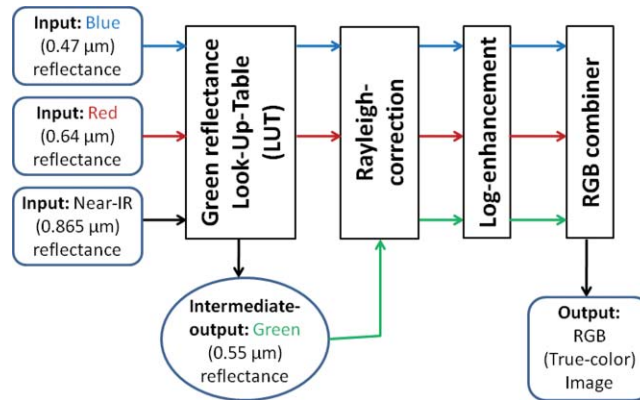 Input: Blue
(0.47 µm)
reflectance
Input: Red
(0.64 µm)
reflectance
Input: Near-IR
(0.865 µm)
reflectance
Green reflectance
Look-Up-Table
(LUT)
Intermediate-
output: Green
(0.55 µm)
reflectance
Rayleigh-
correction
Log-enhancement
RGB combiner
Output:
RGB
(True-color)
Image